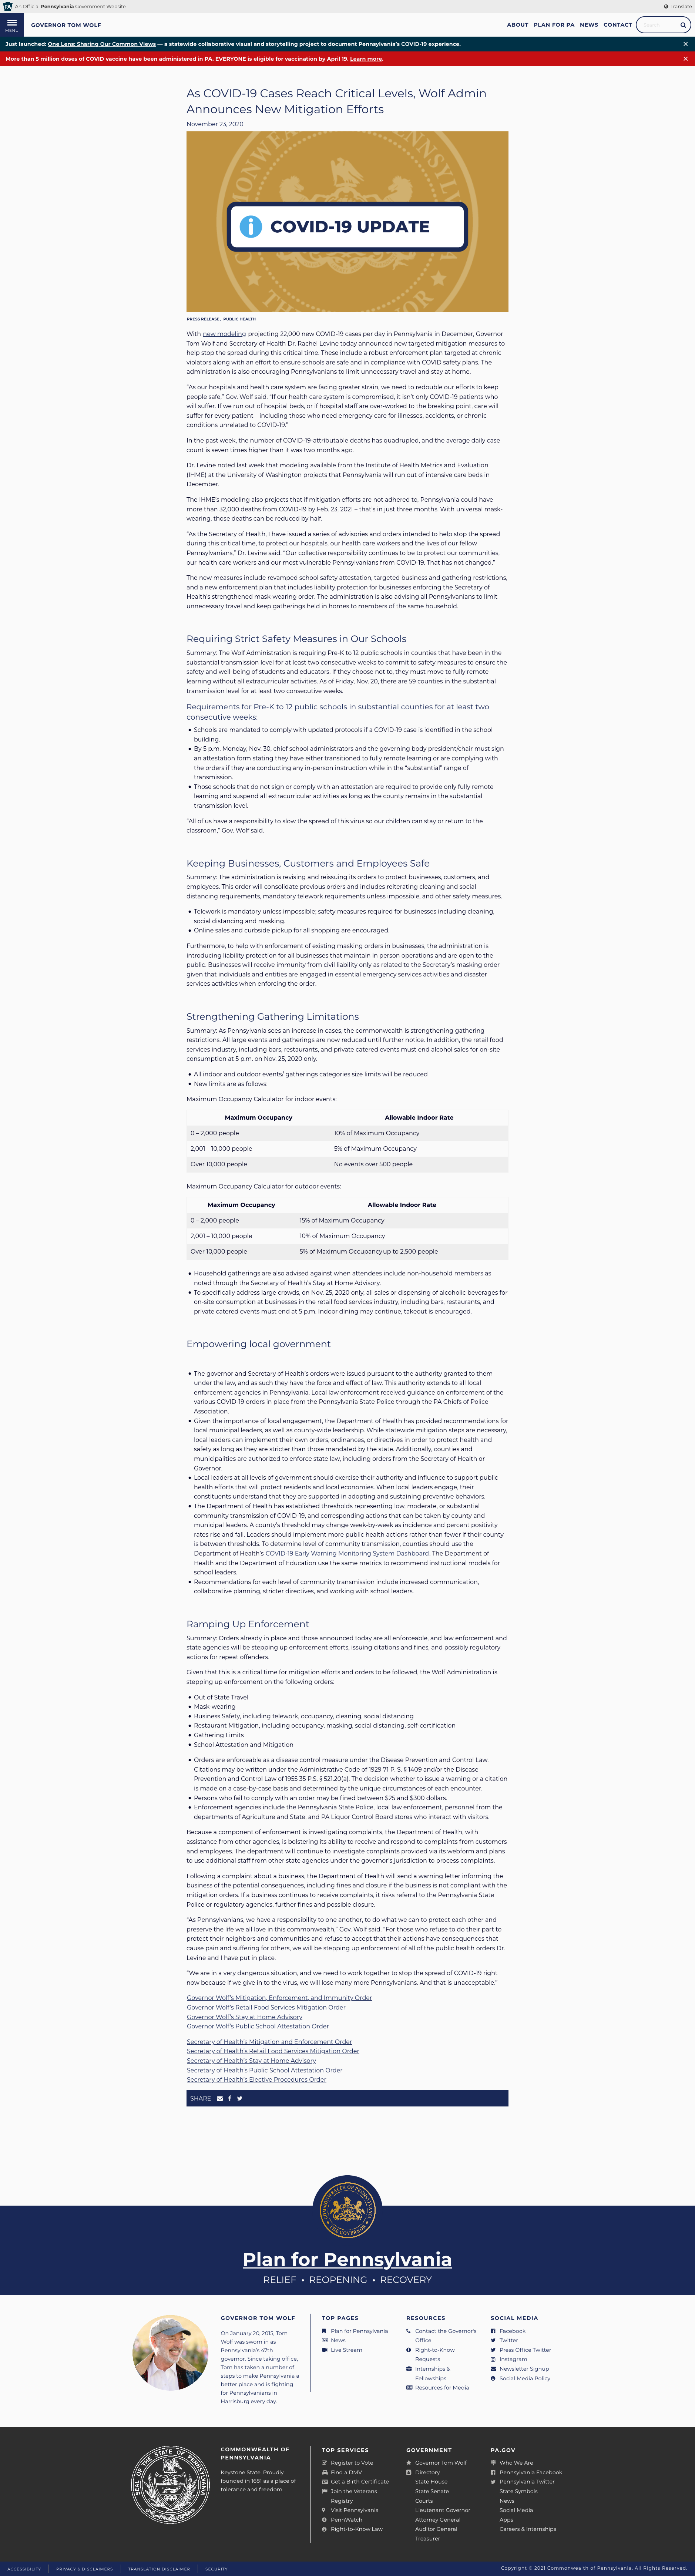 An Official Pennsylvania Government Website
Translate
MENU
GOVERNOR TOM WOLF
ABOUT PLAN FOR PA NEWS CONTACT
Just launched: One Lens: Sharing Our Common Views — a statewide collaborative visual and storytelling project to document Pennsylvania's COVID-19 experience.
More than 5 million doses of COVID vaccine have been administered in PA. EVERYONE is eligible for vaccination by April 19. Learn more.
As COVID-19 Cases Reach Critical Levels, Wolf Admin
Announces New Mitigation Efforts
November 23, 2020
COVID-19 UPDATE
PRESS RELEASE, PUBLIC HEALTH
With new modeling projecting 22,000 new COVID-19 cases per day in Pennsylvania in December, Governor
Tom Wolf and Secretary of Health Dr. Rachel Levine today announced new targeted mitigation measures to
help stop the spread during this critical time. These include a robust enforcement plan targeted at chronic
violators along with an effort to ensure schools are safe and in compliance with COVID safety plans. The
administration is also encouraging Pennsylvanians to limit unnecessary travel and stay at home.
“As our hospitals and health care system are facing greater strain, we need to redouble our efforts to keep
people safe,” Gov. Wolf said. “If our health care system is compromised, it isn't only COVID-19 patients who
will suffer. If we run out of hospital beds, or if hospital staff are over-worked to the breaking point, care will
suffer for every patient – including those who need emergency care for illnesses, accidents, or chronic
conditions unrelated to COVID-19.”
In the past week, the number of COVID-19-attributable deaths has quadrupled, and the average daily case
count is seven times higher than it was two months ago.
Dr. Levine noted last week that modeling available from the Institute of Health Metrics and Evaluation
(IHME) at the University of Washington projects that Pennsylvania will run out of intensive care beds in
December.
The IHME's modeling also projects that if mitigation efforts are not adhered to, Pennsylvania could have
more than 32,000 deaths from COVID-19 by Feb. 23, 2021 – that's in just three months. With universal mask-
wearing, those deaths can be reduced by half.
“As the Secretary of Health, I have issued a series of advisories and orders intended to help stop the spread
during this critical time, to protect our hospitals, our health care workers and the lives of our fellow
Pennsylvanians,” Dr. Levine said. “Our collective responsibility continues to be to protect our communities,
our health care workers and our most vulnerable Pennsylvanians from COVID-19. That has not changed.”
The new measures include revamped school safety attestation, targeted business and gathering restrictions,
and a new enforcement plan that includes liability protection for businesses enforcing the Secretary of
Health's strengthened mask-wearing order. The administration is also advising all Pennsylvanians to limit
unnecessary travel and keep gatherings held in homes to members of the same household.
Requiring Strict Safety Measures in Our Schools
Summary: The Wolf Administration is requiring Pre-K to 12 public schools in counties that have been in the
substantial transmission level for at least two consecutive weeks to commit to safety measures to ensure the
safety and well-being of students and educators. If they choose not to, they must move to fully remote
learning without all extracurricular activities. As of Friday, Nov. 20, there are 59 counties in the substantial
transmission level for at least two consecutive weeks.
Requirements for Pre-K to 12 public schools in substantial counties for at least two
consecutive weeks:
• Schools are mandated to comply with updated protocols if a COVID-19 case is identified in the school
building.
• By 5 p.m. Monday, Nov. 30, chief school administrators and the governing body president/chair must sign
an attestation form stating they have either transitioned to fully remote learning or are complying with
the orders if they are conducting any in-person instruction while in the “substantial” range of
transmission.
• Those schools that do not sign or comply with an attestation are required to provide only fully remote
learning and suspend all extracurricular activities as long as the county remains in the substantial
transmission level.
“All of us have a responsibility to slow the spread of this virus so our children can stay or return to the
classroom,” Gov. Wolf said.
Keeping Businesses, Customers and Employees Safe
Summary: The administration is revising and reissuing its orders to protect businesses, customers, and
employees. This order will consolidate previous orders and includes reiterating cleaning and social
distancing requirements, mandatory telework requirements unless impossible, and other safety measures.
• Telework is mandatory unless impossible; safety measures required for businesses including cleaning,
social distancing and masking.
• Online sales and curbside pickup for all shopping are encouraged.
Furthermore, to help with enforcement of existing masking orders in businesses, the administration is
introducing liability protection for all businesses that maintain in person operations and are open to the
public. Businesses will receive immunity from civil liability only as related to the Secretary's masking order
given that individuals and entities are engaged in essential emergency services activities and disaster
services activities when enforcing the order.
Strengthening Gathering Limitations
Summary: As Pennsylvania sees an increase in cases, the commonwealth is strengthening gathering
restrictions. All large events and gatherings are now reduced until further notice. In addition, the retail food
services industry, including bars, restaurants, and private catered events must end alcohol sales for on-site
consumption at 5 p.m. on Nov. 25, 2020 only.
• All indoor and outdoor events/ gatherings categories size limits will be reduced
• New limits are as follows:
Maximum Occupancy Calculator for indoor events:
Maximum Occupancy Allowable Indoor Rate
0 – 2,000 people 10% of Maximum Occupancy
2,001 – 10,000 people 5% of Maximum Occupancy
Over 10,000 people No events over 500 people
Maximum Occupancy Calculator for outdoor events:
Maximum Occupancy Allowable Indoor Rate
0 – 2,000 people 15% of Maximum Occupancy
2,001 – 10,000 people 10% of Maximum Occupancy
Over 10,000 people 5% of Maximum Occupancy up to 2,500 people
• Household gatherings are also advised against when attendees include non-household members as
noted through the Secretary of Health's Stay at Home Advisory.
• To specifically address large crowds, on Nov. 25, 2020 only, all sales or dispensing of alcoholic beverages for
on-site consumption at businesses in the retail food services industry, including bars, restaurants, and
private catered events must end at 5 p.m. Indoor dining may continue, takeout is encouraged.
Empowering local government
• The governor and Secretary of Health's orders were issued pursuant to the authority granted to them
under the law, and as such they have the force and effect of law. This authority extends to all local
enforcement agencies in Pennsylvania. Local law enforcement received guidance on enforcement of the
various COVID-19 orders in place from the Pennsylvania State Police through the PA Chiefs of Police
Association.
• Given the importance of local engagement, the Department of Health has provided recommendations for
local municipal leaders, as well as county-wide leadership. While statewide mitigation steps are necessary,
local leaders can implement their own orders, ordinances, or directives in order to protect health and
safety as long as they are stricter than those mandated by the state. Additionally, counties and
municipalities are authorized to enforce state law, including orders from the Secretary of Health or
Governor.
• Local leaders at all levels of government should exercise their authority and influence to support public
health efforts that will protect residents and local economies. When local leaders engage, their
constituents understand that they are supported in adopting and sustaining preventive behaviors.
• The Department of Health has established thresholds representing low, moderate, or substantial
community transmission of COVID-19, and corresponding actions that can be taken by county and
municipal leaders. A county's threshold may change week-by-week as incidence and percent positivity
rates rise and fall. Leaders should implement more public health actions rather than fewer if their county
is between thresholds. To determine level of community transmission, counties should use the
Department of Health's COVID-19 Early Warning Monitoring System Dashboard. The Department of
Health and the Department of Education use the same metrics to recommend instructional models for
school leaders.
• Recommendations for each level of community transmission include increased communication,
collaborative planning, stricter directives, and working with school leaders.
Ramping Up Enforcement
Summary: Orders already in place and those announced today are all enforceable, and law enforcement and
state agencies will be stepping up enforcement efforts, issuing citations and fines, and possibly regulatory
actions for repeat offenders.
Given that this is a critical time for mitigation efforts and orders to be followed, the Wolf Administration is
stepping up enforcement on the following orders:
• Out of State Travel
• Mask-wearing
• Business Safety, including telework, occupancy, cleaning, social distancing
• Restaurant Mitigation, including occupancy, masking, social distancing, self-certification
• Gathering Limits
• School Attestation and Mitigation
• Orders are enforceable as a disease control measure under the Disease Prevention and Control Law.
Citations may be written under the Administrative Code of 1929 71 P. S. § 1409 and/or the Disease
Prevention and Control Law of 1955 35 P.S. § 521.20(a). The decision whether to issue a warning or a citation
is made on a case-by-case basis and determined by the unique circumstances of each encounter.
• Persons who fail to comply with an order may be fined between $25 and $300 dollars.
• Enforcement agencies include the Pennsylvania State Police, local law enforcement, personnel from the
departments of Agriculture and State, and PA Liquor Control Board stores who interact with visitors.
Because a component of enforcement is investigating complaints, the Department of Health, with
assistance from other agencies, is bolstering its ability to receive and respond to complaints from customers
and employees. The department will continue to investigate complaints provided via its webform and plans
to use additional staff from other state agencies under the governor's jurisdiction to process complaints.
Following a complaint about a business, the Department of Health will send a warning letter informing the
business of the potential consequences, including fines and closure if the business is not compliant with the
mitigation orders. If a business continues to receive complaints, it risks referral to the Pennsylvania State
Police or regulatory agencies, further fines and possible closure.
“As Pennsylvanians, we have a responsibility to one another, to do what we can to protect each other and
preserve the life we all love in this commonwealth,” Gov. Wolf said. “For those who refuse to do their part to
protect their neighbors and communities and refuse to accept that their actions have consequences that
cause pain and suffering for others, we will be stepping up enforcement of all of the public health orders Dr.
Levine and I have put in place.
“We are in a very dangerous situation, and we need to work together to stop the spread of COVID-19 right
now because if we give in to the virus, we will lose many more Pennsylvanians. And that is unacceptable.”
Governor Wolf's Mitigation, Enforcement, and Immunity Order
Governor Wolf's Retail Food Services Mitigation Order
Governor Wolf's Stay at Home Advisory
Governor Wolf's Public School Attestation Order
Secretary of Health's Mitigation and Enforcement Order
Secretary of Health's Retail Food Services Mitigation Order
Secretary of Health's Stay at Home Advisory
Secretary of Health's Public School Attestation Order
Secretary of Health's Elective Procedures Order
SHARE
Plan for Pennsylvania
RELIEF • REOPENING • RECOVERY
GOVERNOR TOM WOLF
On January 20, 2015, Tom
Wolf was sworn in as
Pennsylvania's 47th
governor. Since taking office,
Tom has taken a number of
steps to make Pennsylvania a
better place and is fighting
for Pennsylvanians in
Harrisburg every day.
TOP PAGES
Plan for Pennsylvania
News
Live Stream
RESOURCES
Contact the Governor's
Office
Right-to-Know
Requests
Internships &
Fellowships
Resources for Media
SOCIAL MEDIA
Facebook
Twitter
Press Office Twitter
Instagram
Newsletter Signup
Social Media Policy
COMMONWEALTH OF
PENNSYLVANIA
Keystone State. Proudly
founded in 1681 as a place of
tolerance and freedom.
TOP SERVICES
Register to Vote
Find a DMV
Get a Birth Certificate
Join the Veterans
Registry
Visit Pennsylvania
PennWatch
Right-to-Know Law
GOVERNMENT
Governor Tom Wolf
Directory
State House
State Senate
Courts
Lieutenant Governor
Attorney General
Auditor General
Treasurer
PA.GOV
Who We Are
Pennsylvania Facebook
Pennsylvania Twitter
State Symbols
News
Social Media
Apps
Careers & Internships
ACCESSIBILITY PRIVACY & DISCLAIMERS TRANSLATION DISCLAIMER SECURITY
Copyright © 2021 Commonwealth of Pennsylvania. All Rights Reserved.